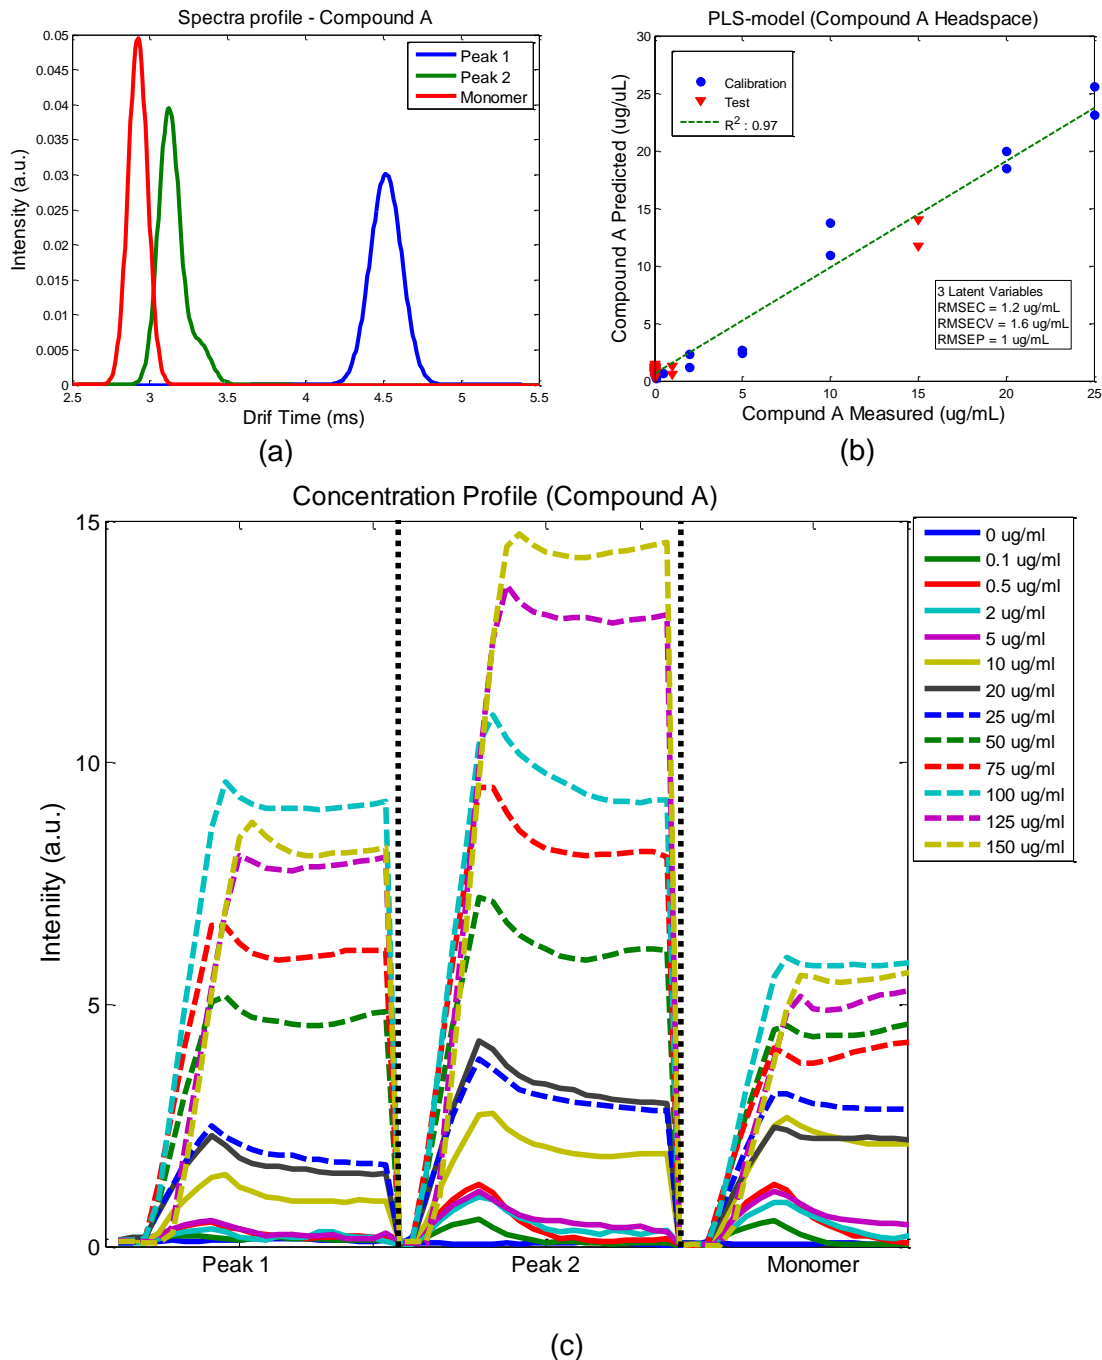 Spectra profile - Compound A
0.05
0.045
0.04
0.035
0.03
0.025
0.02
0.015
0.01
0.005
0
Intensity (a.u.)
Peak 1
Peak 2
Monomer
2.5 3 3.5 4 4.5 5 5.5
Drif Time (ms)
(a)
PLS-model (Compound A Headspace)
30
25
20
15
10
5
0
Compound A Predicted (ug/uL)
Calibration
Test
R2 : 0.97
3 Latent Variables
RMSEC = 1.2 ug/mL
RMSECV = 1.6 ug/mL
RMSEP = 1 ug/mL
0 5 10 15 20 25
Compund A Measured (ug/mL)
(b)
Concentration Profile (Compound A)
15
10
5
0
Inteniity (a.u.)
Peak 1 Peak 2 Monomer
0 ug/ml
0.1 ug/ml
0.5 ug/ml
2 ug/ml
5 ug/ml
10 ug/ml
20 ug/ml
25 ug/ml
50 ug/ml
75 ug/ml
100 ug/ml
125 ug/ml
150 ug/ml
(c)